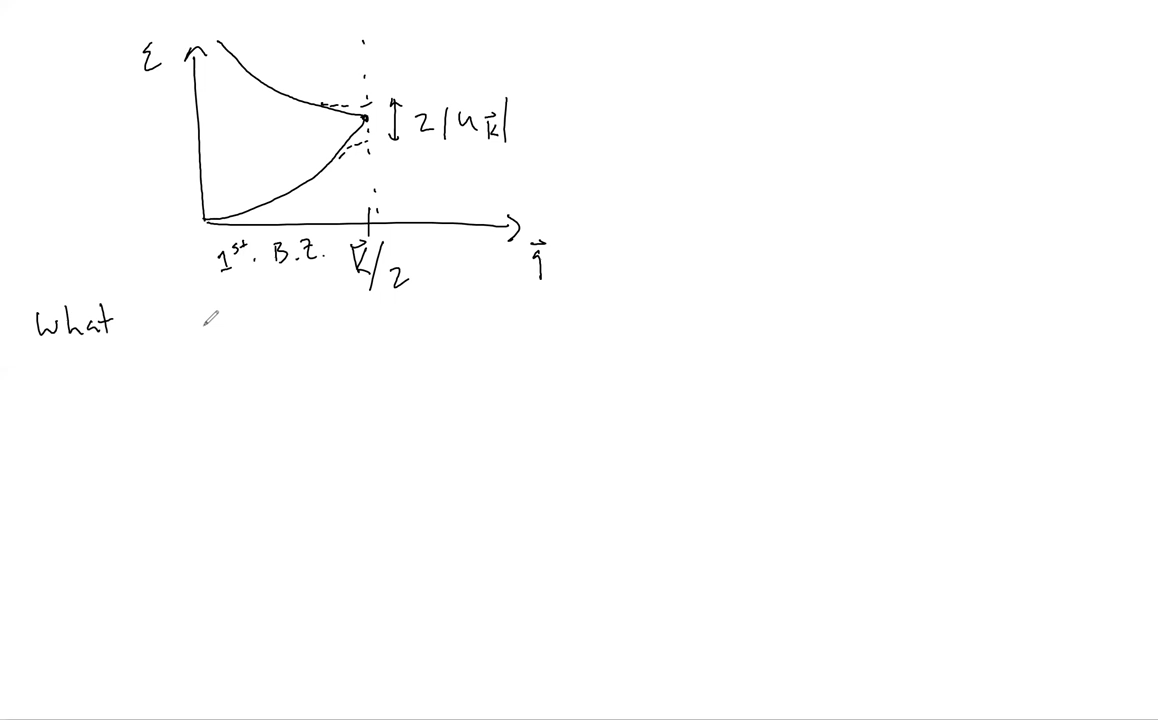 ε
2|u_k⃗|
1st. B.Z.
k⃗/2
q⃗
What